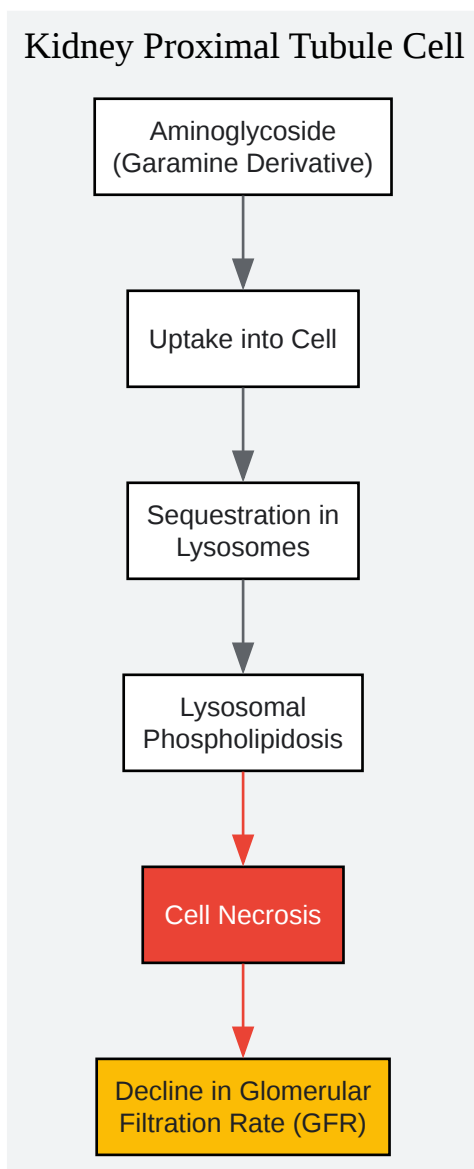 Kidney Proximal Tubule Cell
Aminoglycoside
(Garamine Derivative)
Uptake into Cell
Sequestration in
Lysosomes
Lysosomal
Phospholipidosis
Cell Necrosis
Decline in Glomerular
Filtration Rate (GFR)